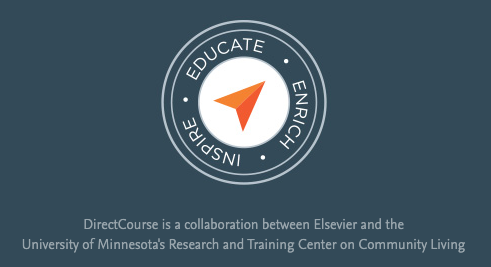 EDUCATE
ENRICH
INSPIRE
DirectCourse is a collaboration between Elsevier and the
University of Minnesota's Research and Training Center on Community Living